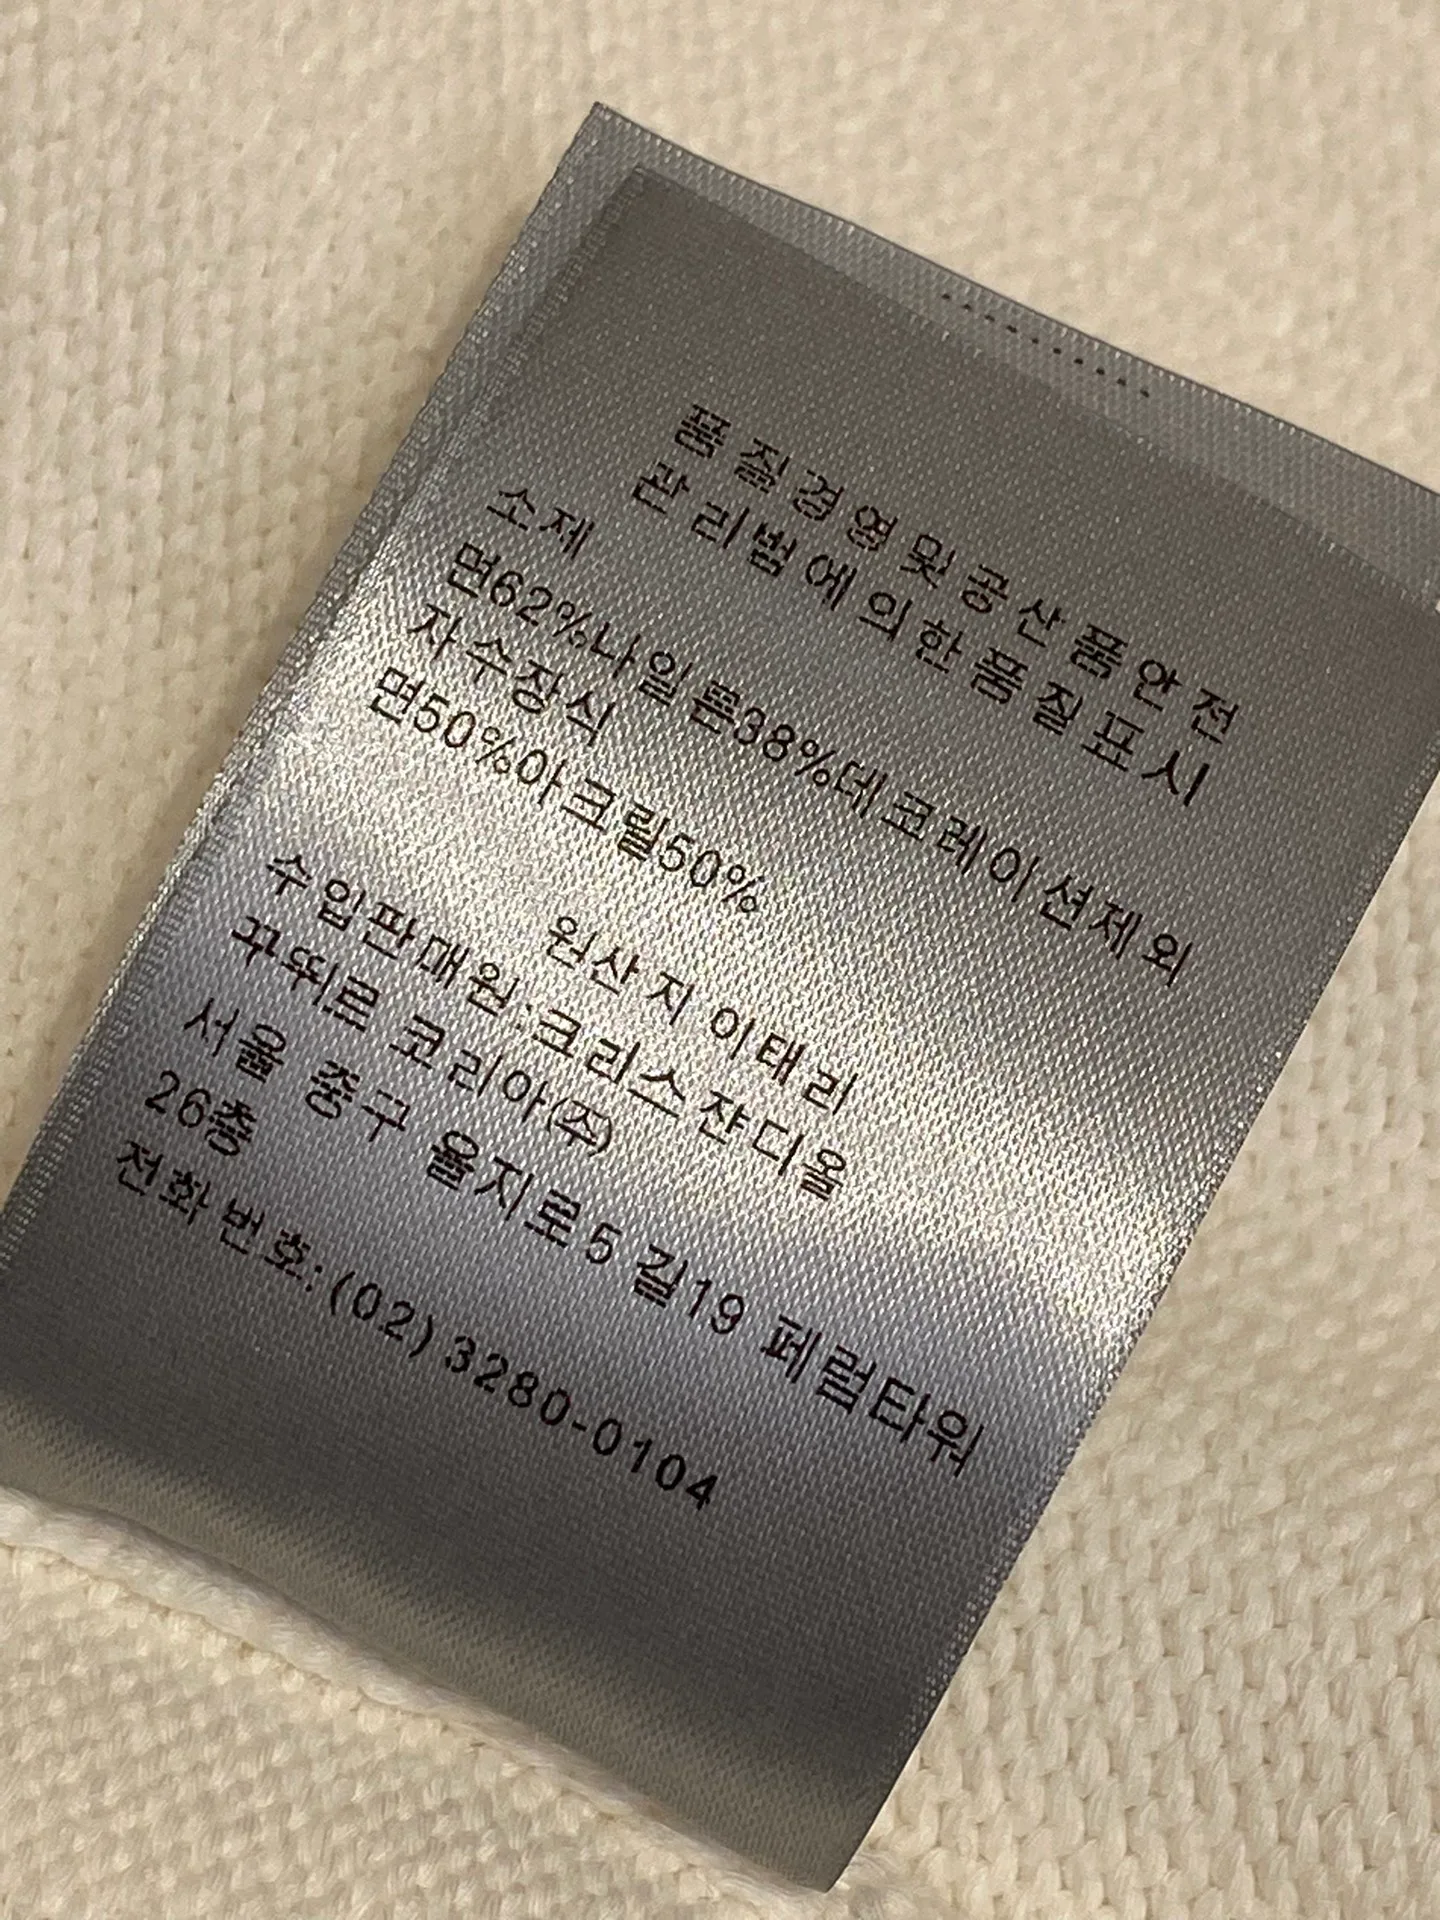 품질경영및공산품안전
관리법에의한품질표시
소제
면62%나일론38%데코레이션제외
자수장식
면50%아크릴50%
원산지 이태리
수입판매원:크리스챤디올
꾸뛰르 코리아(주)
서울 중구 을지로5길19 페럼타워
26층
전화번호:(02)3280-0104